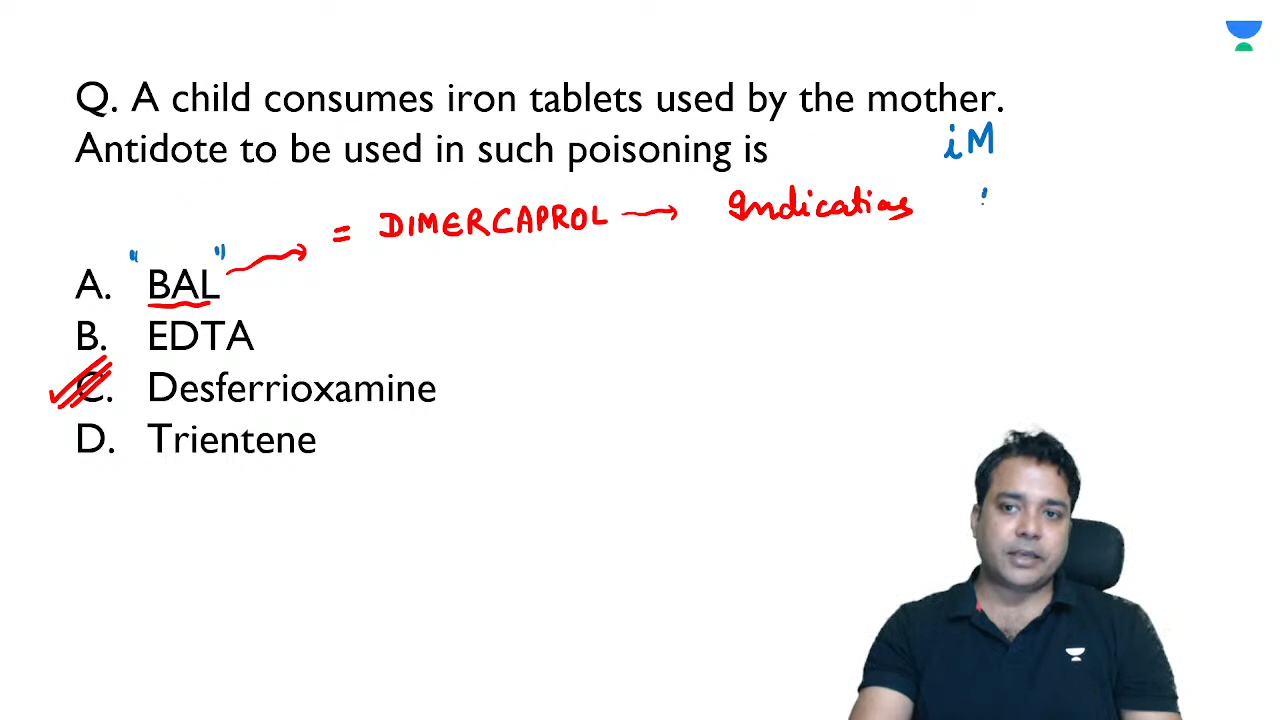 Q. A child consumes iron tablets used by the mother.
Antidote to be used in such poisoning is
iM
= DIMERCAPROL → Indications
A. "BAL"
B. EDTA
C. Desferrioxamine
D. Trientene